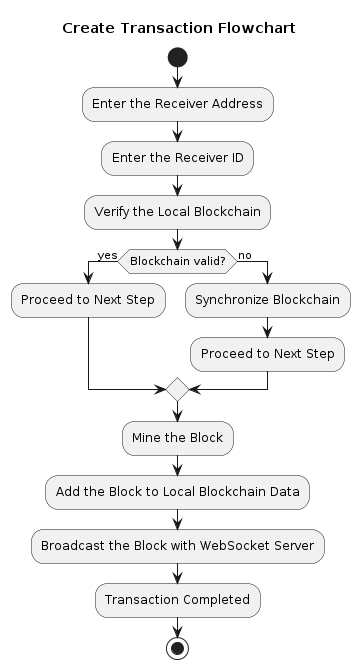 Create Transaction Flowchart
Enter the Receiver Address
Enter the Receiver ID
Verify the Local Blockchain
yes
Blockchain valid?
no
Proceed to Next Step
Synchronize Blockchain
Proceed to Next Step
Mine the Block
Add the Block to Local Blockchain Data
Broadcast the Block with WebSocket Server
Transaction Completed